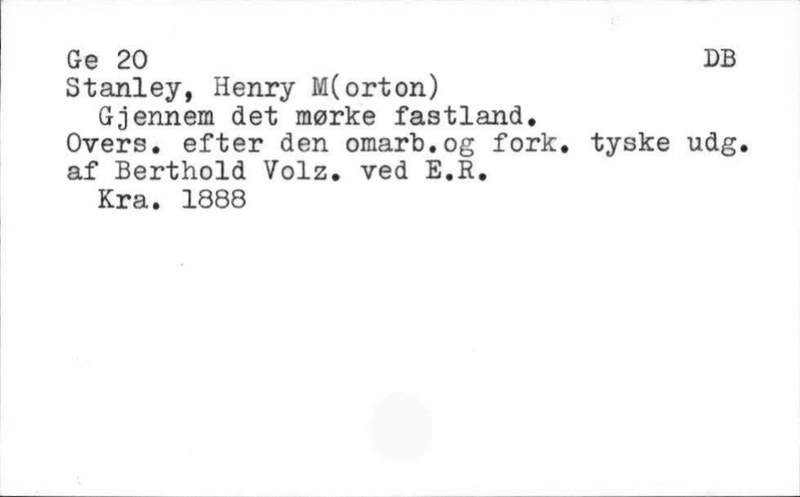 Ge 20 DB
Stanley, Henry M(orton)
Gjennem det mørke fastland.
Overs. efter den omarb.og fork. tyske udg.
af Berthold Volz. ved E.R.
Kra. 1888